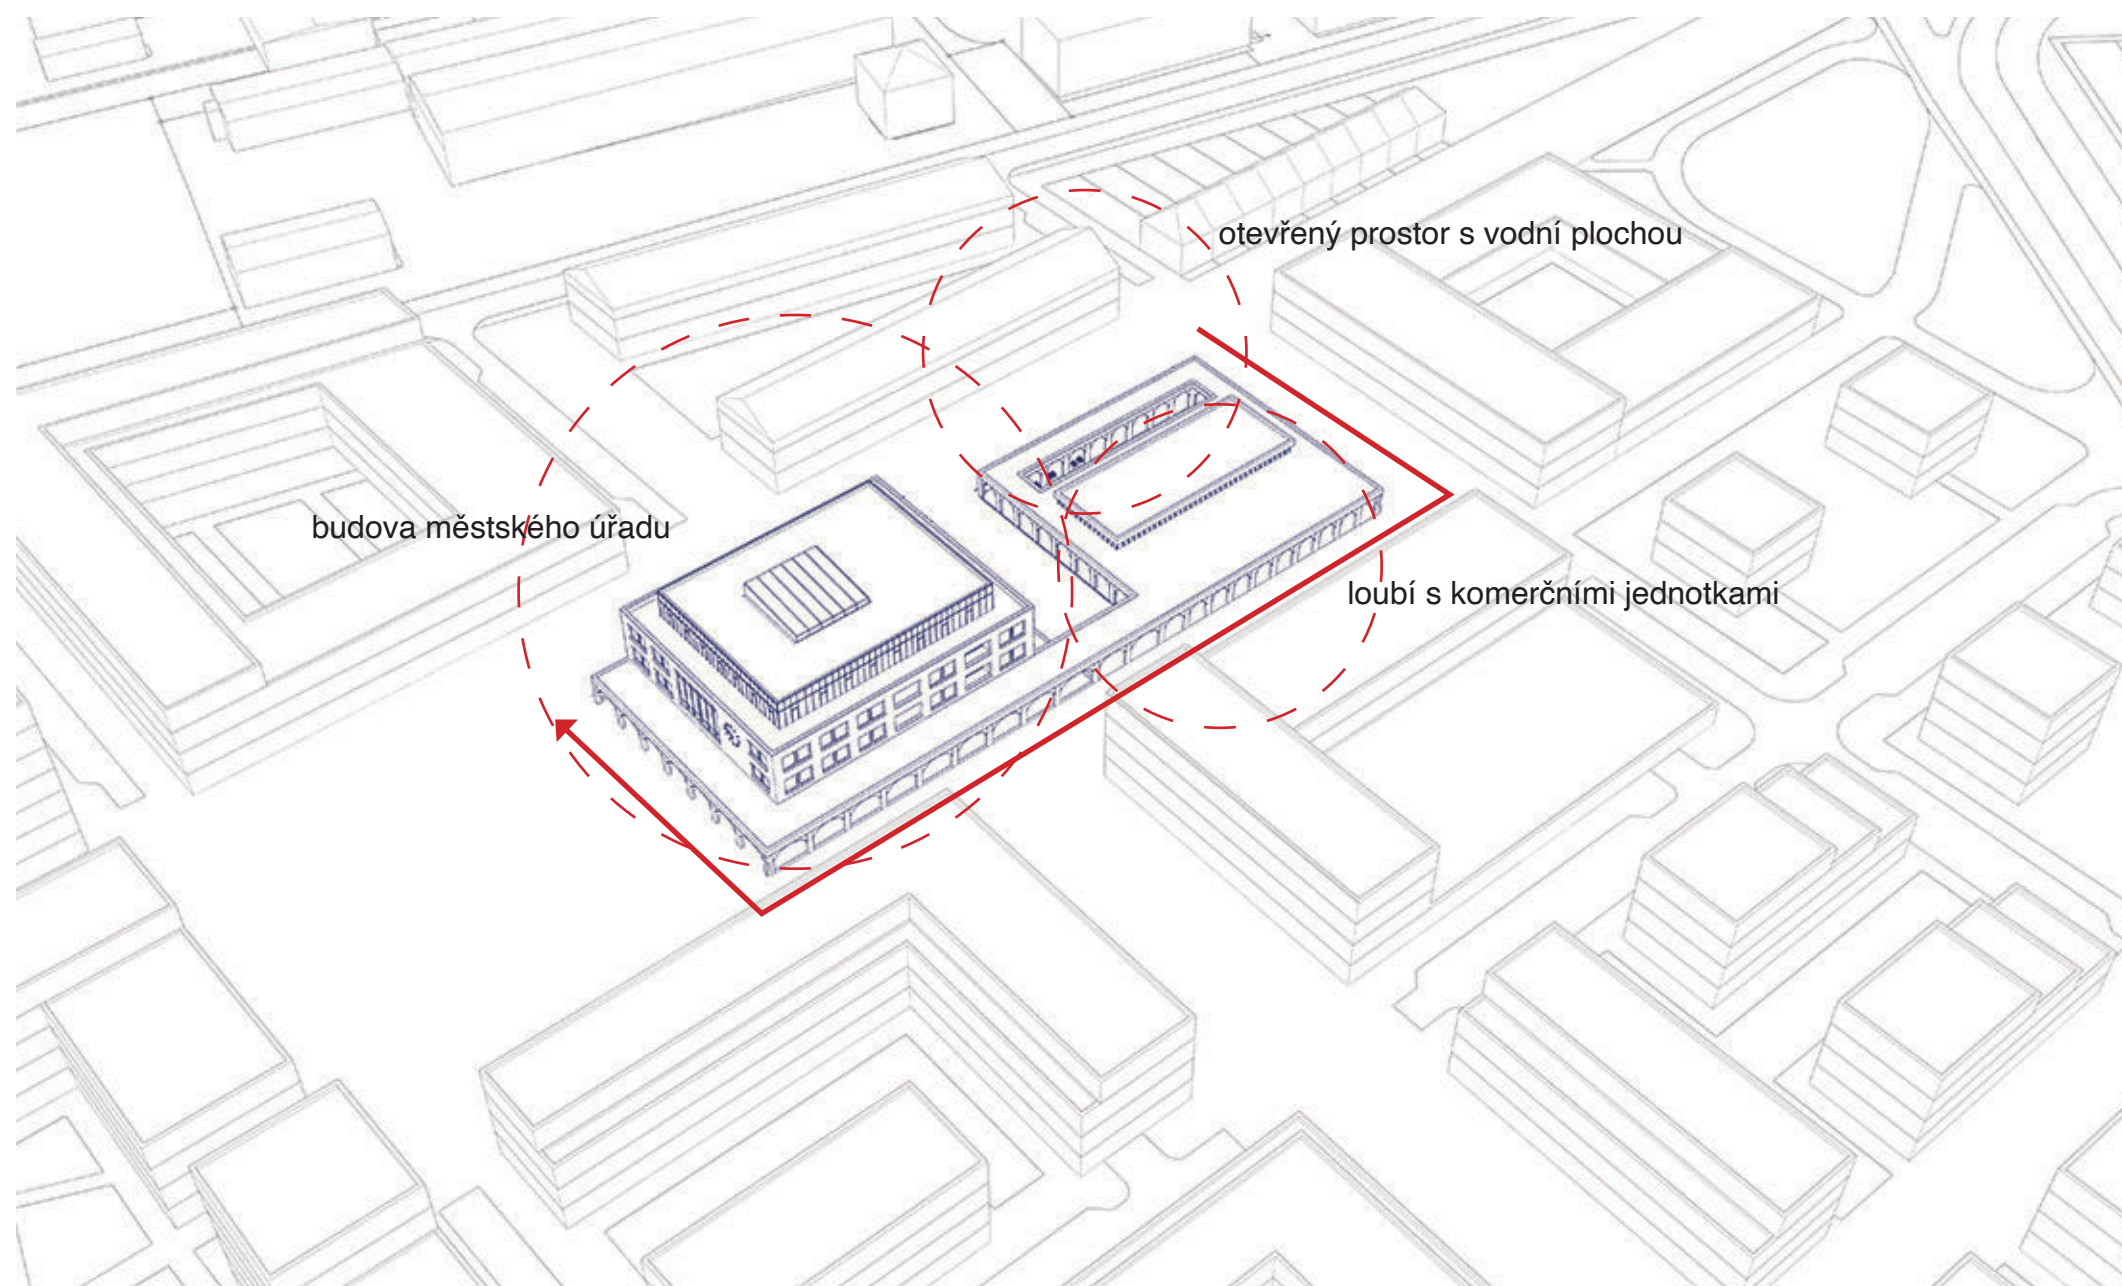 otevřený prostor s vodní plochou
budova městského úřadu
loubí s komerčními jednotkami